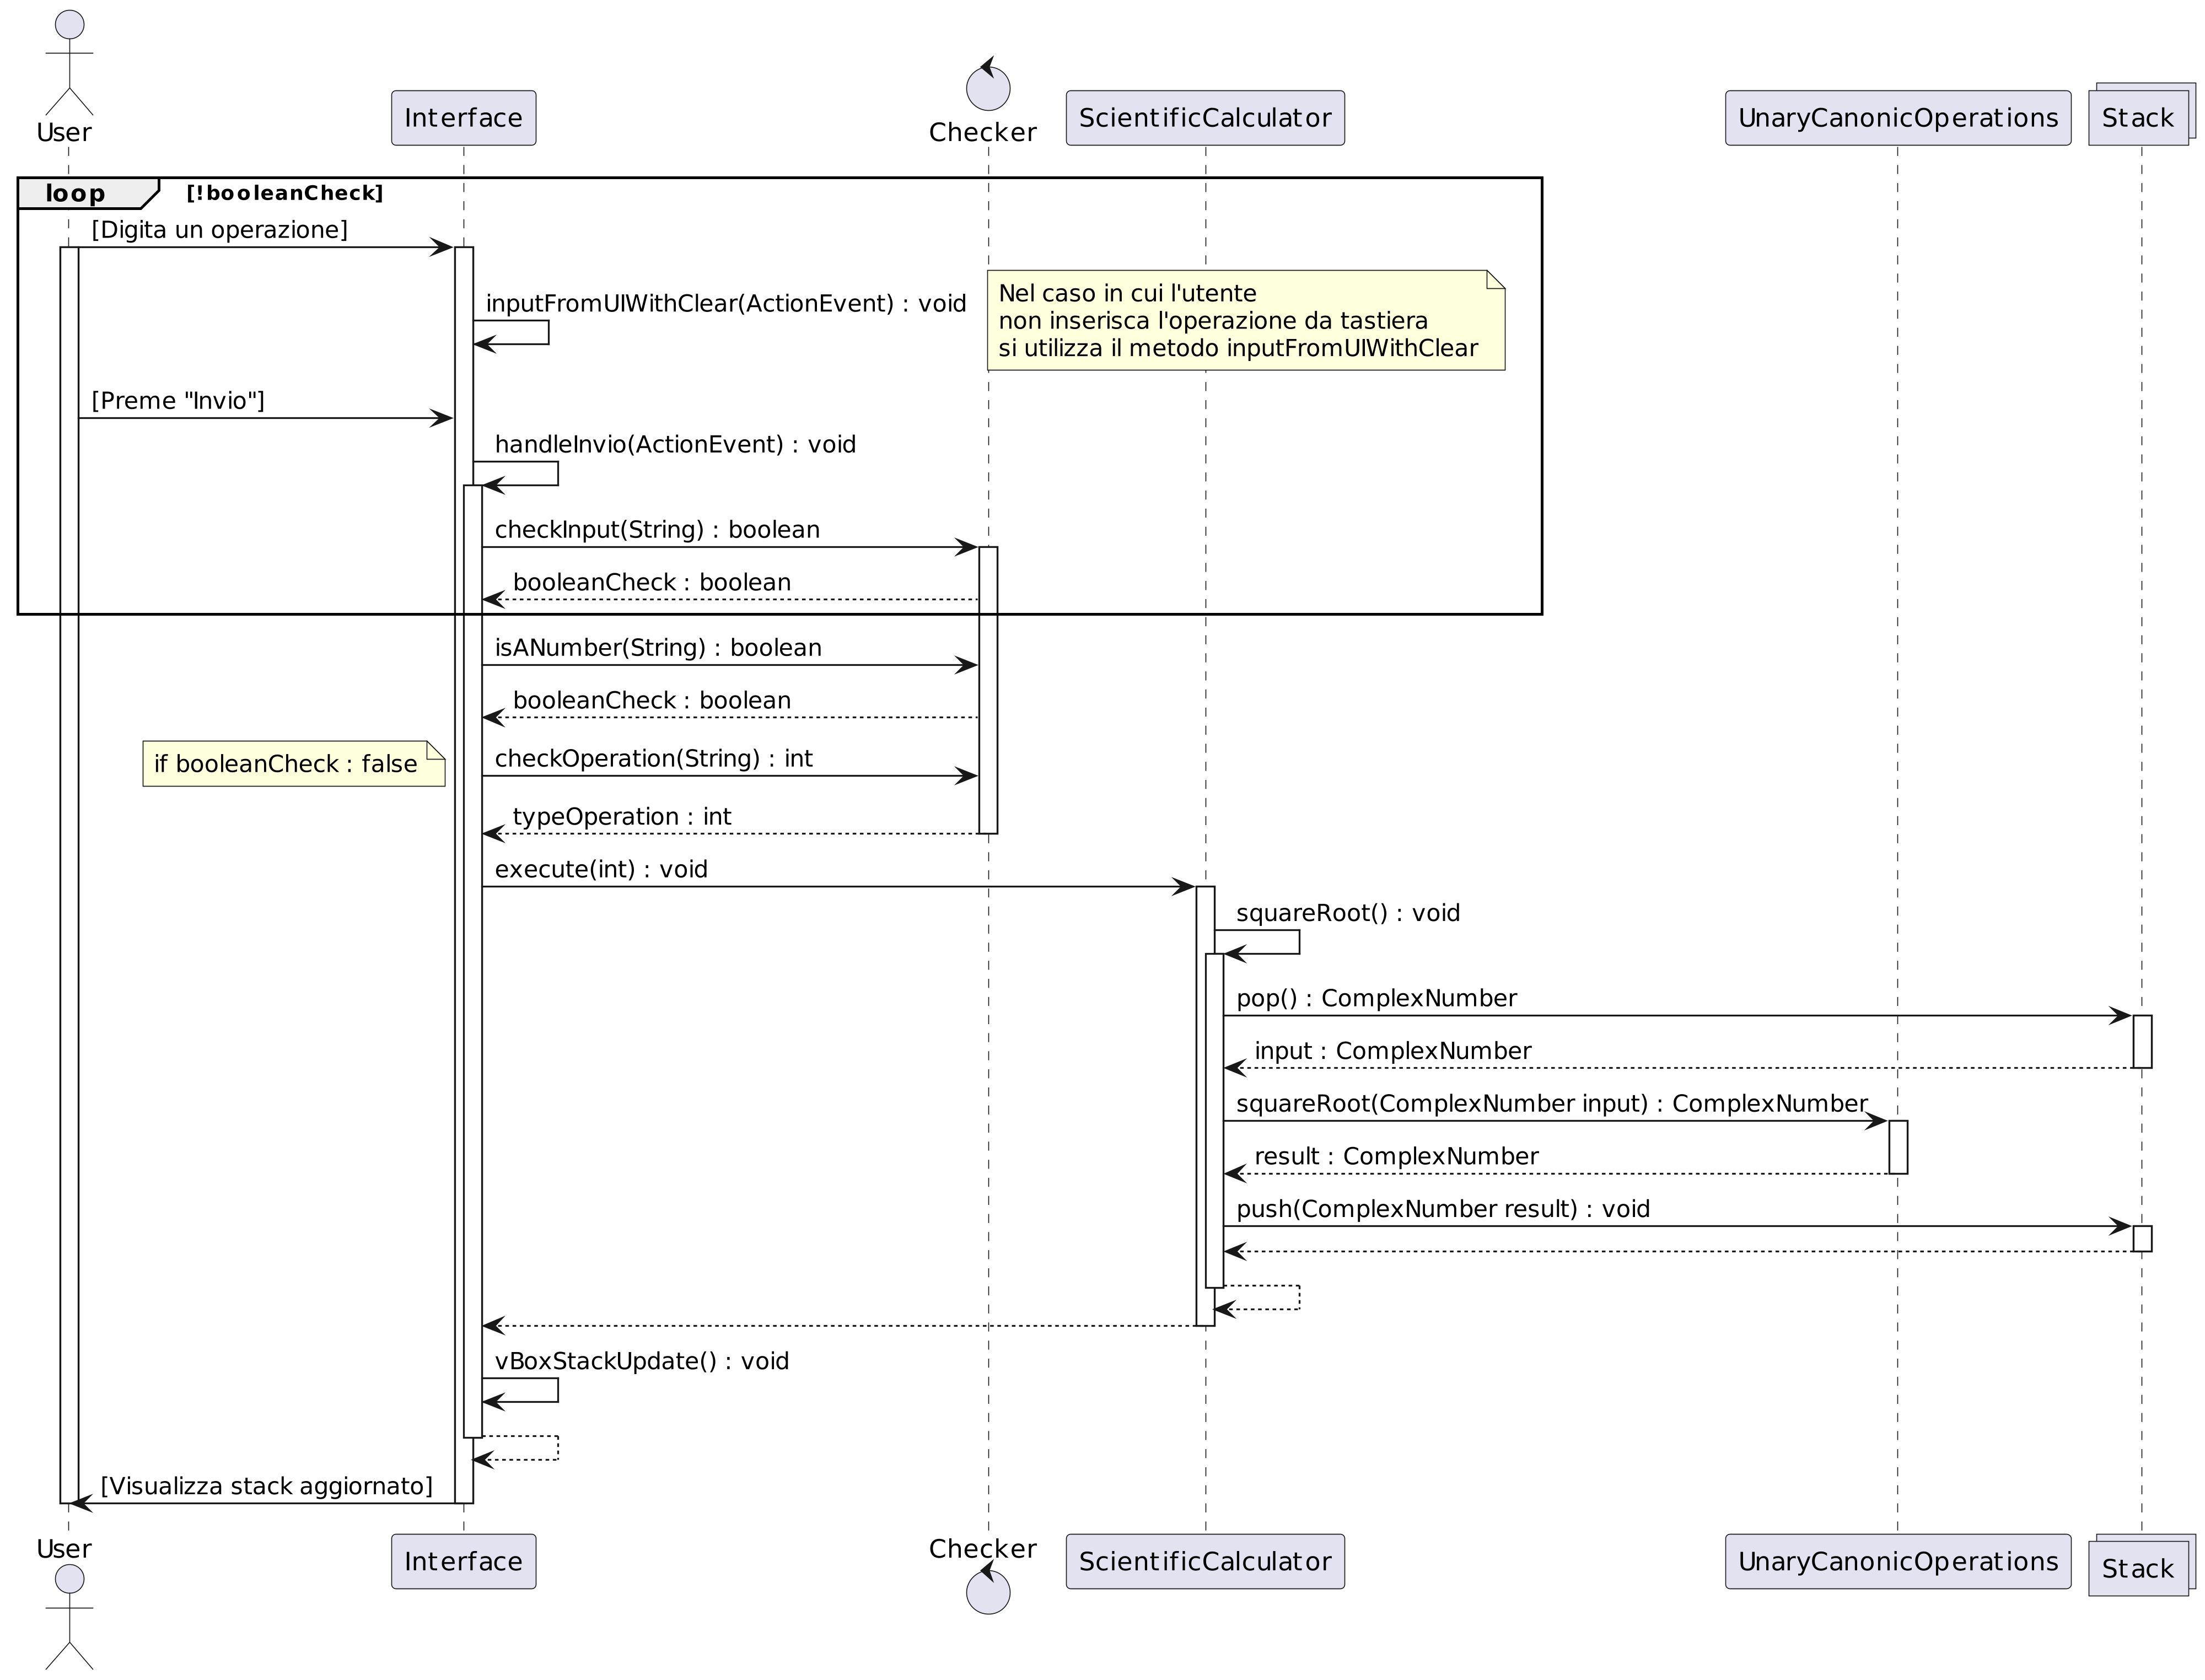 User
Interface
Checker
ScientificCalculator
UnaryCanonicOperations
Stack
loop
[!booleanCheck]
[Digita un operazione]
inputFromUIWithClear(ActionEvent) : void
Nel caso in cui l'utente
non inserisca l'operazione da tastiera
si utilizza il metodo inputFromUIWithClear
[Preme "Invio"]
handleInvio(ActionEvent) : void
checkInput(String) : boolean
booleanCheck : boolean
isANumber(String) : boolean
booleanCheck : boolean
if booleanCheck : false
checkOperation(String) : int
typeOperation : int
execute(int) : void
squareRoot() : void
pop() : ComplexNumber
input : ComplexNumber
squareRoot(ComplexNumber input) : ComplexNumber
result : ComplexNumber
push(ComplexNumber result) : void
vBoxStackUpdate() : void
[Visualizza stack aggiornato]
User
Interface
Checker
ScientificCalculator
UnaryCanonicOperations
Stack